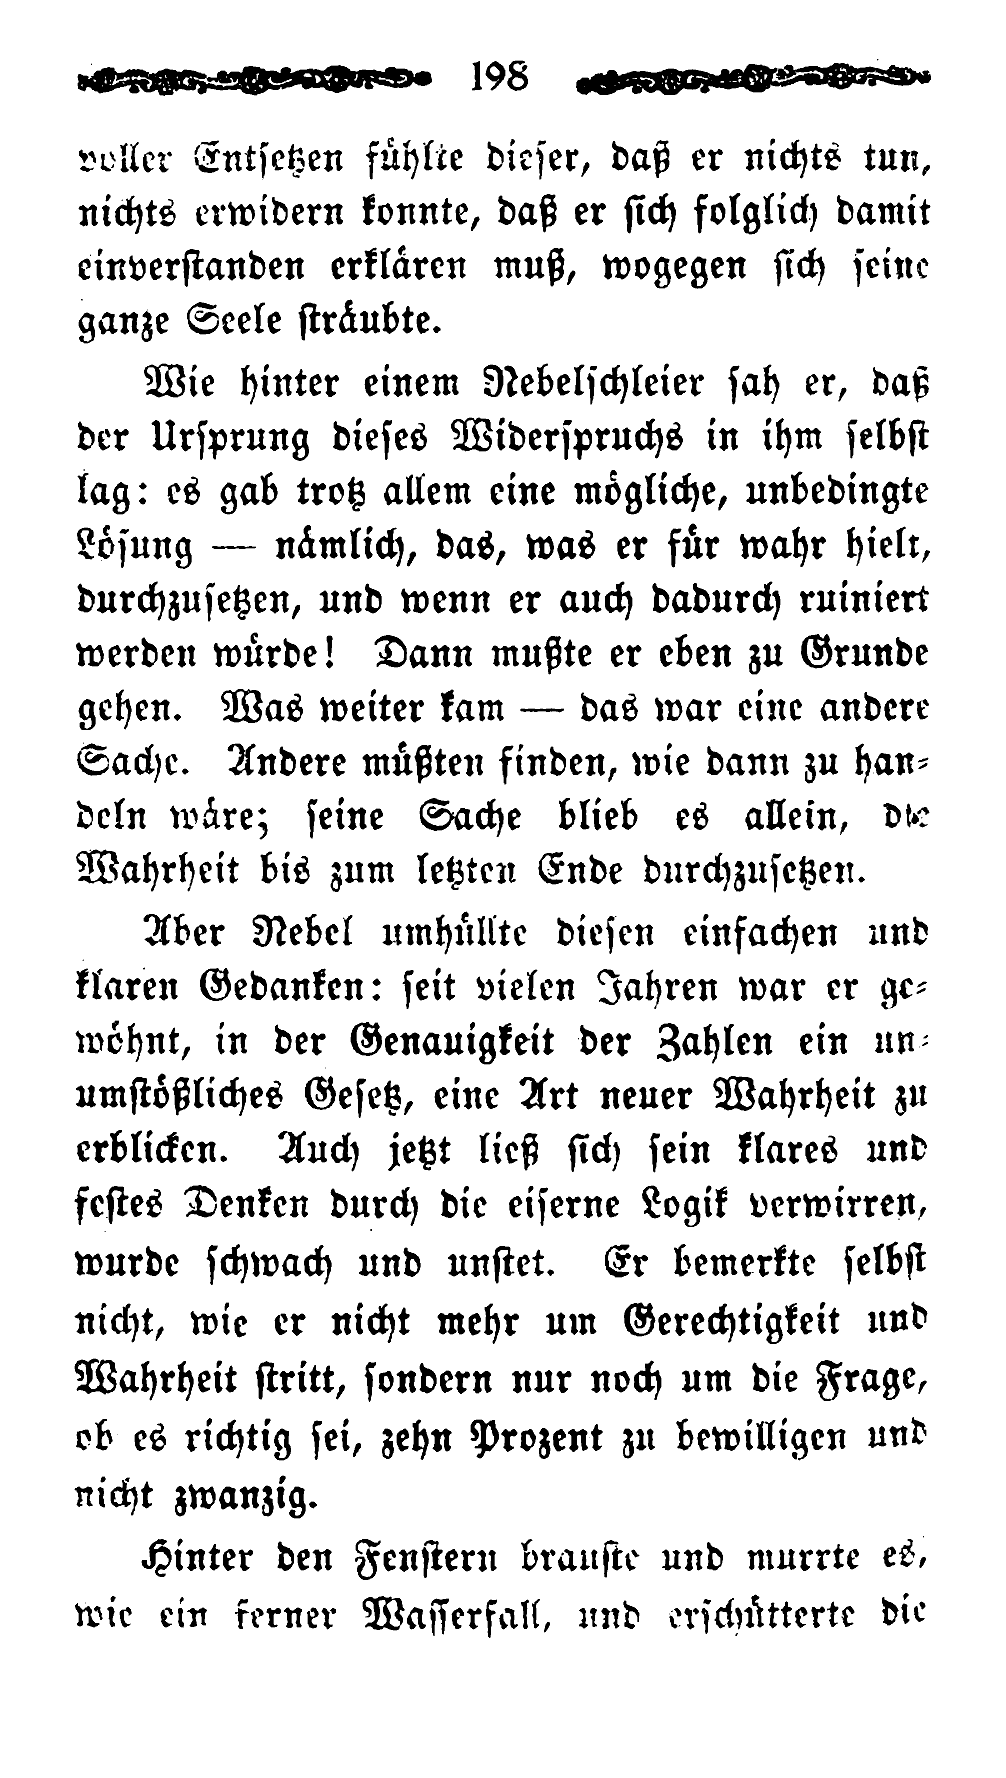 198
voller Entsetzen fühlte dieser, daß er nichts tun,
nichts erwidern konnte, daß er sich folglich damit
einverstanden erklären muß, wogegen sich seine
ganze Seele sträubte.
Wie hinter einem Nebelschleier sah er, daß
der Ursprung dieses Widerspruchs in ihm selbst
lag: es gab trotz allem eine mögliche, unbedingte
Lösung — nämlich, das, was er für wahr hielt,
durchzusetzen, und wenn er auch dadurch ruiniert
werden würde! Dann mußte er eben zu Grunde
gehen. Was weiter kam — das war eine andere
Sache. Andere müßten finden, wie dann zu han-
deln wäre; seine Sache blieb es allein, die
Wahrheit bis zum letzten Ende durchzusetzen.
Aber Nebel umhüllte diesen einfachen und
klaren Gedanken: seit vielen Jahren war er ge-
wöhnt, in der Genauigkeit der Zahlen ein un-
umstößliches Gesetz, eine Art neuer Wahrheit zu
erblicken. Auch jetzt ließ sich sein klares und
festes Denken durch die eiserne Logik verwirren,
wurde schwach und unstet. Er bemerkte selbst
nicht, wie er nicht mehr um Gerechtigkeit und
Wahrheit stritt, sondern nur noch um die Frage,
ob es richtig sei, zehn Prozent zu bewilligen und
nicht zwanzig.
Hinter den Fenstern brauste und murrte es,
wie ein ferner Wasserfall, und erschütterte die